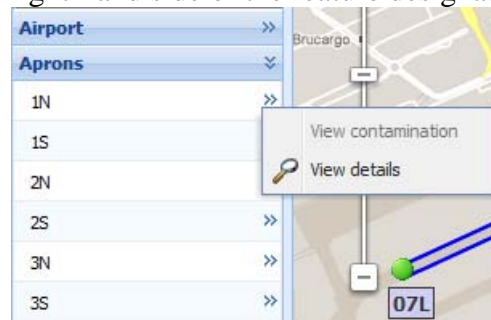 Airport
Aprons
1N
1S
2N
2S
3N
3S
Brucargo
View contamination
View details
07L